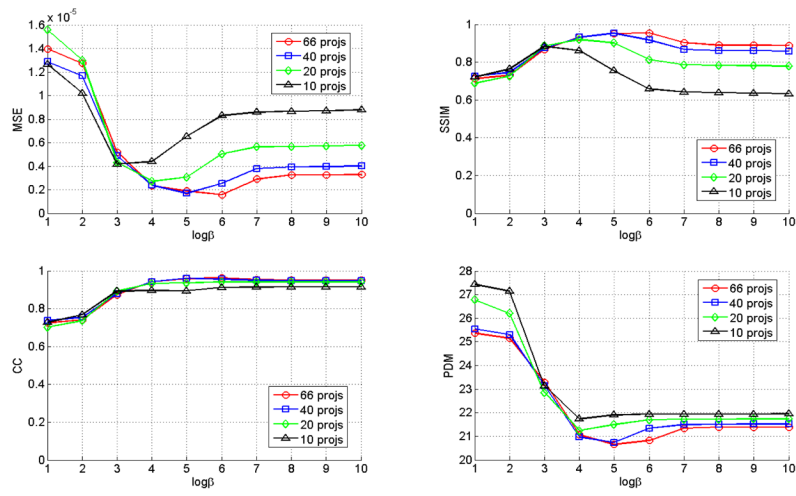 1.6 x 10^-5
1.4
1.2
1
0.8
0.6
0.4
0.2
0
MSE
66 projs
40 projs
20 projs
10 projs
1 2 3 4 5 6 7 8 9 10
logβ
1
0.8
0.6
0.4
0.2
0
SSIM
66 projs
40 projs
20 projs
10 projs
1 2 3 4 5 6 7 8 9 10
logβ
1
0.8
0.6
0.4
0.2
0
CC
66 projs
40 projs
20 projs
10 projs
1 2 3 4 5 6 7 8 9 10
logβ
28
27
26
25
24
23
22
21
20
PDM
66 projs
40 projs
20 projs
10 projs
1 2 3 4 5 6 7 8 9 10
logβ